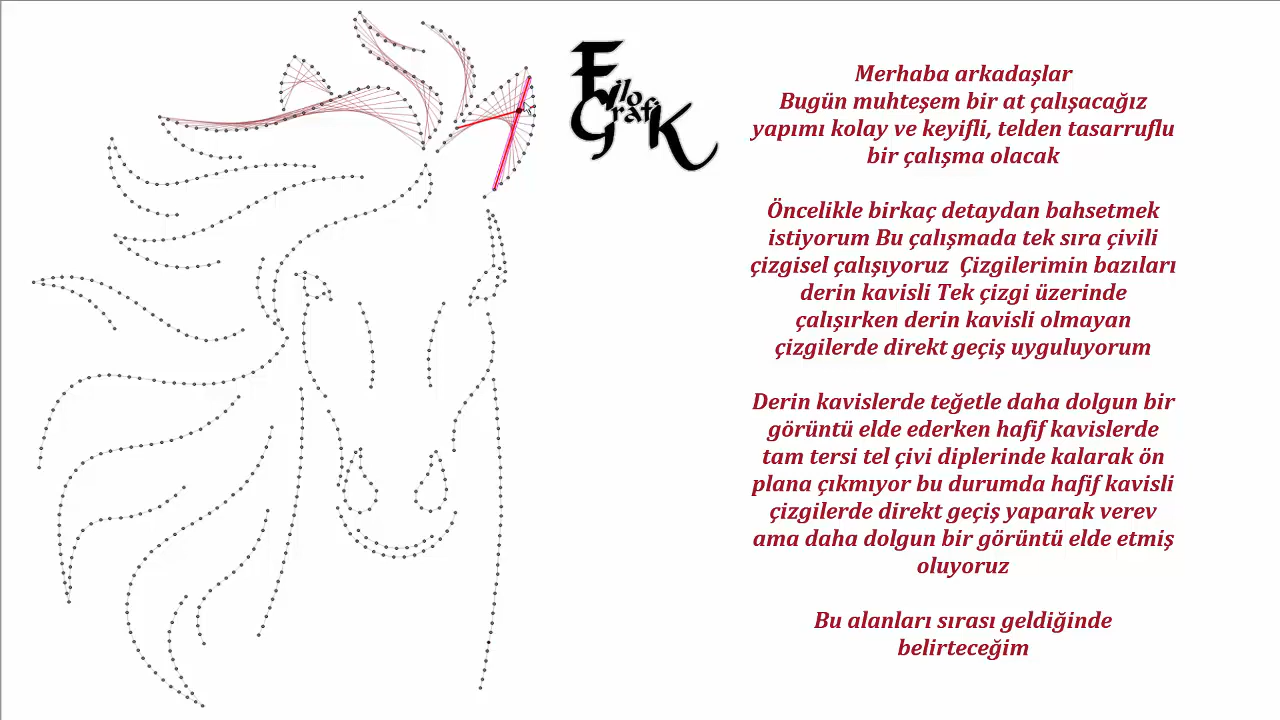 Filo
GrafiK
Merhaba arkadaşlar
Bugün muhteşem bir at çalışacağız
yapımı kolay ve keyifli, telden tasarruflu
bir çalışma olacak
Öncelikle birkaç detaydan bahsetmek
istiyorum Bu çalışmada tek sıra çivili
çizgisel çalışıyoruz Çizgilerimin bazıları
derin kavisli Tek çizgi üzerinde
çalışırken derin kavisli olmayan
çizgilerde direkt geçiş uyguluyorum
Derin kavislerde teğetle daha dolgun bir
görüntü elde ederken hafif kavislerde
tam tersi tel çivi diplerinde kalarak ön
plana çıkmıyor bu durumda hafif kavisli
çizgilerde direkt geçiş yaparak verev
ama daha dolgun bir görüntü elde etmiş
oluyoruz
Bu alanları sırası geldiğinde
belirteceğim